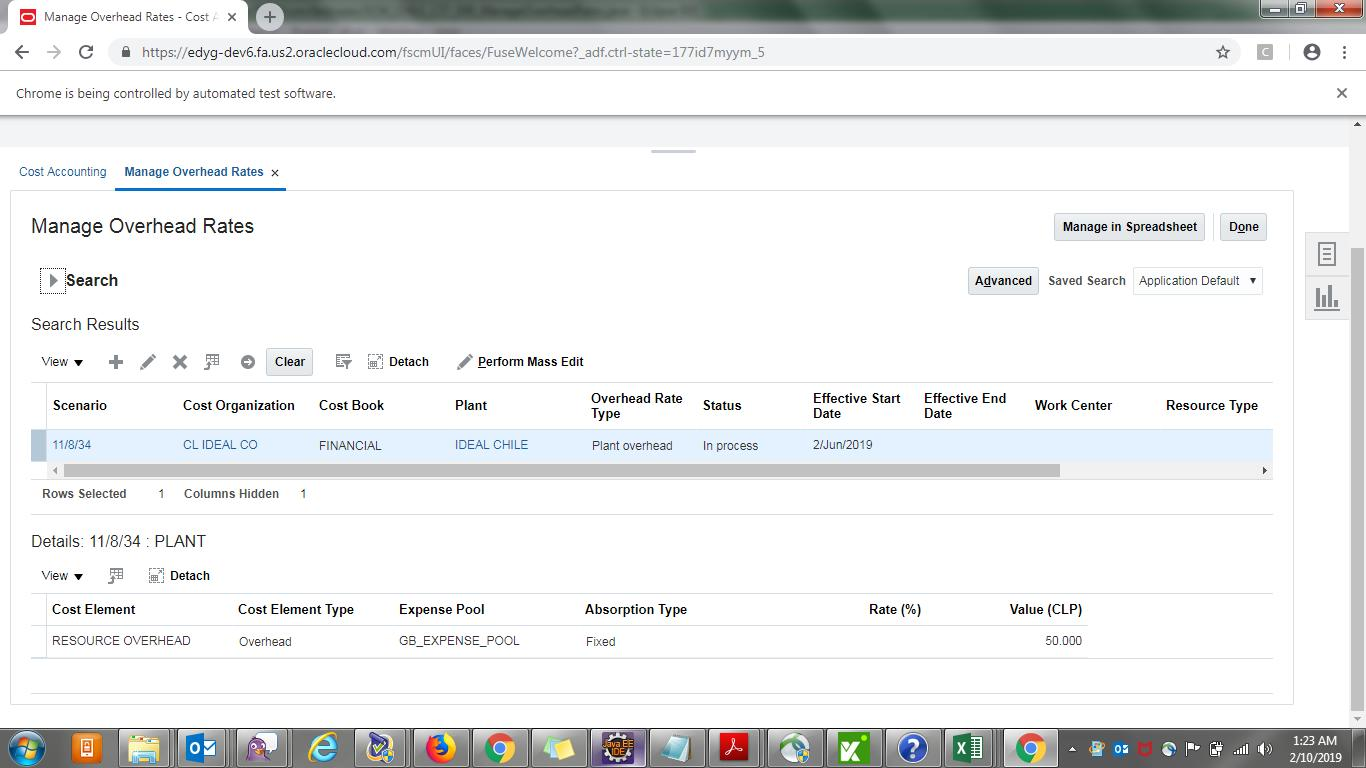 Manage Overhead Rates - Cost A
https://edyg-dev6.fa.us2.oraclecloud.com/fscmUI/faces/FuseWelcome?_adf.ctrl-state=177id7myym_5
Chrome is being controlled by automated test software.
Cost Accounting Manage Overhead Rates
Manage Overhead Rates Manage in Spreadsheet Done
Search Advanced Saved Search Application Default
Search Results
View Clear Detach Perform Mass Edit
Scenario Cost Organization Cost Book Plant Overhead Rate Type Status Effective Start Date Effective End Date Work Center Resource Type
11/8/34 CL IDEAL CO FINANCIAL IDEAL CHILE Plant overhead In process 2/Jun/2019
Rows Selected 1 Columns Hidden 1
Details: 11/8/34 : PLANT
View Detach
Cost Element Cost Element Type Expense Pool Absorption Type Rate (%) Value (CLP)
RESOURCE OVERHEAD Overhead GB_EXPENSE_POOL Fixed 50.000
Java EE
IDE
1:23 AM
2/10/2019